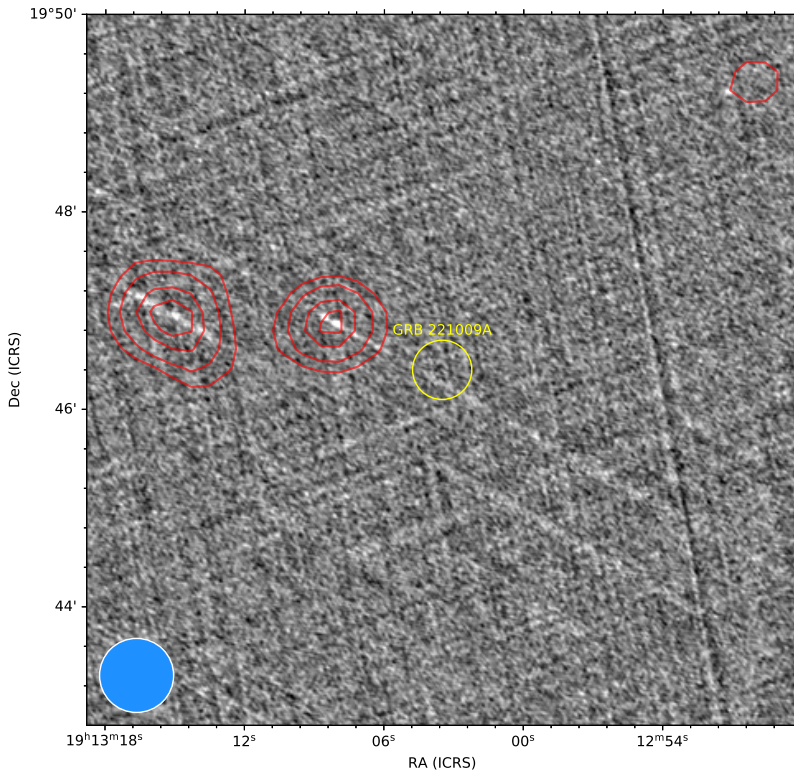 19°50'
48'
GRB 221009A
46'
44'
Dec (ICRS)
19ʰ13ᵐ18ˢ
12ˢ
06ˢ
00ˢ
12ᵐ54ˢ
RA (ICRS)